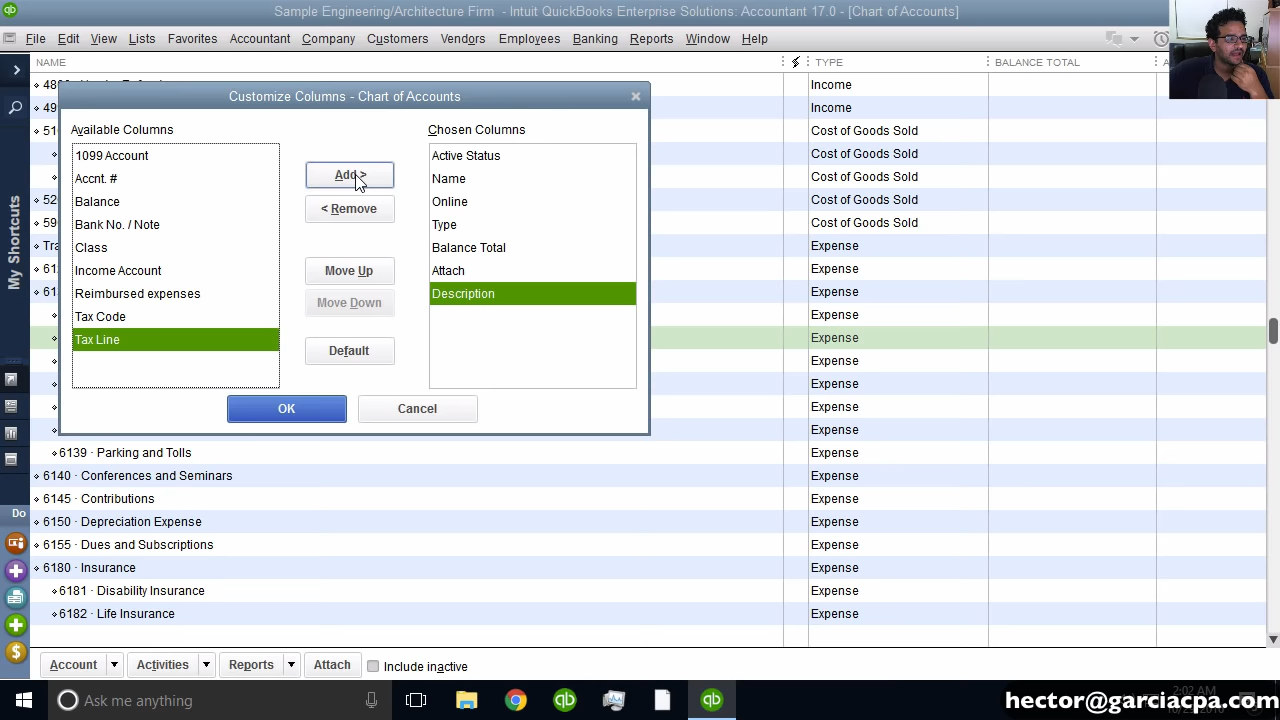 Sample Engineering/Architecture Firm - Intuit QuickBooks Enterprise Solutions: Accountant 17.0 - [Chart of Accounts]
File Edit View Lists Favorites Accountant Company Customers Vendors Employees Banking Reports Window Help
NAME TYPE BALANCE TOTAL
Income
Income
Cost of Goods Sold
Cost of Goods Sold
Cost of Goods Sold
Cost of Goods Sold
Cost of Goods Sold
Expense
Expense
Expense
Expense
Expense
Expense
Expense
Expense
Expense
Customize Columns - Chart of Accounts
Available Columns
1099 Account
Accnt. #
Balance
Bank No. / Note
Class
Income Account
Reimbursed expenses
Tax Code
Tax Line
Add >
< Remove
Move Up
Move Down
Default
Chosen Columns
Active Status
Name
Online
Type
Balance Total
Attach
Description
OK Cancel
6139 · Parking and Tolls Expense
6140 · Conferences and Seminars Expense
6145 · Contributions Expense
6150 · Depreciation Expense Expense
6155 · Dues and Subscriptions Expense
6180 · Insurance Expense
6181 · Disability Insurance Expense
6182 · Life Insurance Expense
My Shortcuts
Do
Account Activities Reports Attach Include inactive
Ask me anything
2:02 AM
hector@garciacpa.com